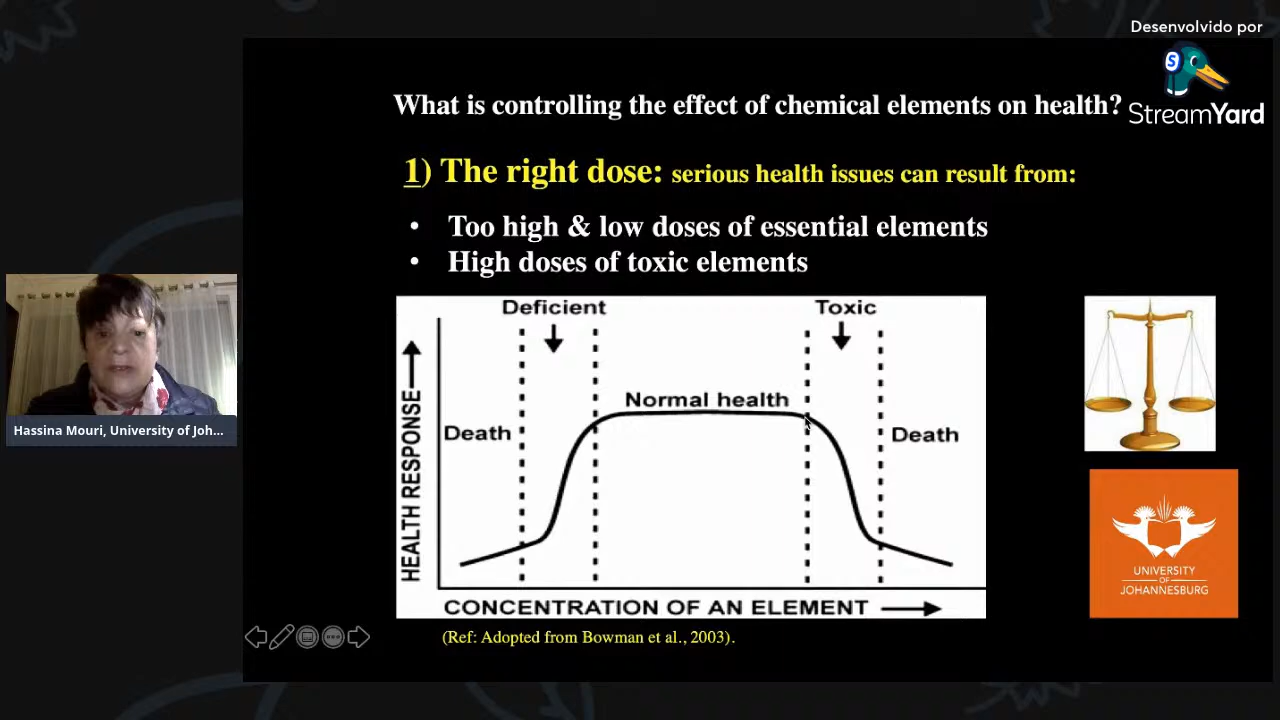 Desenvolvido por
StreamYard
What is controlling the effect of chemical elements on health?
1) The right dose: serious health issues can result from:
• Too high & low doses of essential elements
• High doses of toxic elements
Deficient
Toxic
Normal health
Death
Death
HEALTH RESPONSE
CONCENTRATION OF AN ELEMENT
(Ref: Adopted from Bowman et al., 2003).
Hassina Mouri, University of Joh...
UNIVERSITY
OF
JOHANNESBURG